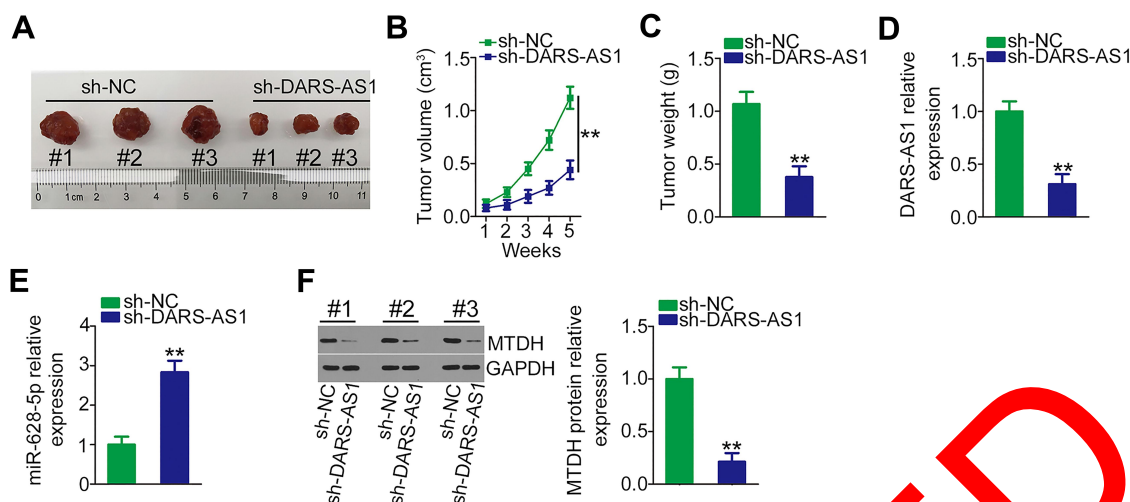 A
sh-NC
sh-DARS-AS1
#1 #2 #3 #1 #2 #3
0 1cm 2 3 4 5 6 7 8 9 10 11
B
sh-NC
sh-DARS-AS1
Tumor volume (cm³)
1.5
1.0
0.5
0.0
**
1 2 3 4 5
Weeks
C
sh-NC
sh-DARS-AS1
Tumor weight (g)
1.5
1.0
0.5
0.0
**
D
sh-NC
sh-DARS-AS1
DARS-AS1 relative
expression
1.5
1.0
0.5
0.0
**
E
sh-NC
sh-DARS-AS1
miR-628-5p relative
expression
4
3
2
1
0
**
F
#1 #2 #3
MTDH
GAPDH
sh-NC
sh-DARS-AS1
sh-NC
sh-DARS-AS1
sh-NC
sh-DARS-AS1
sh-NC
sh-DARS-AS1
MTDH protein relative
expression
1.5
1.0
0.5
0.0
**